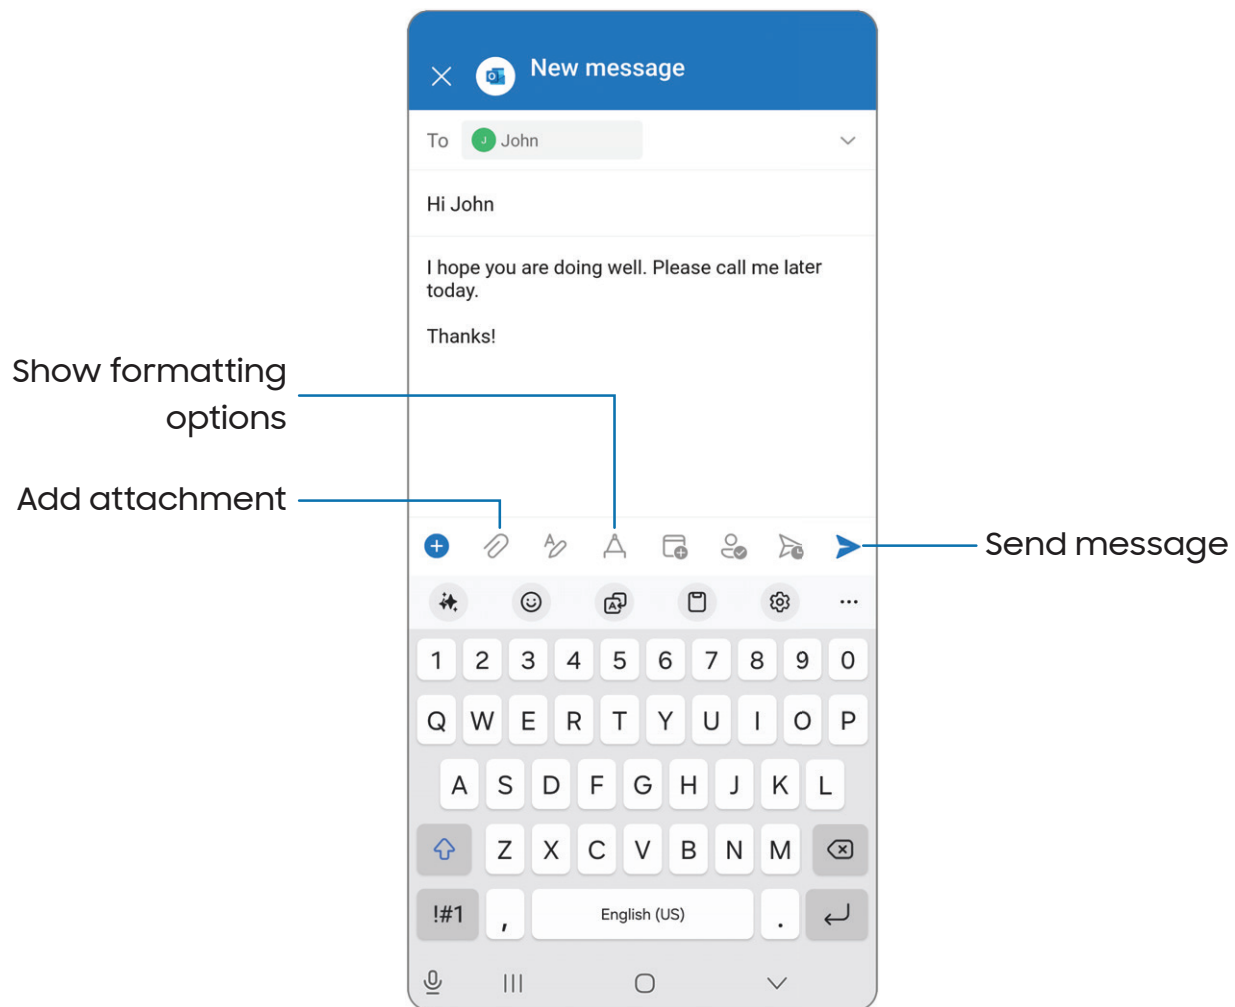 New message
To J John
Hi John
I hope you are doing well. Please call me later
today.
Thanks!
Show formatting
options
Add attachment
Send message
1 2 3 4 5 6 7 8 9 0
Q W E R T Y U I O P
A S D F G H J K L
Z X C V B N M
!#1 , English (US) .